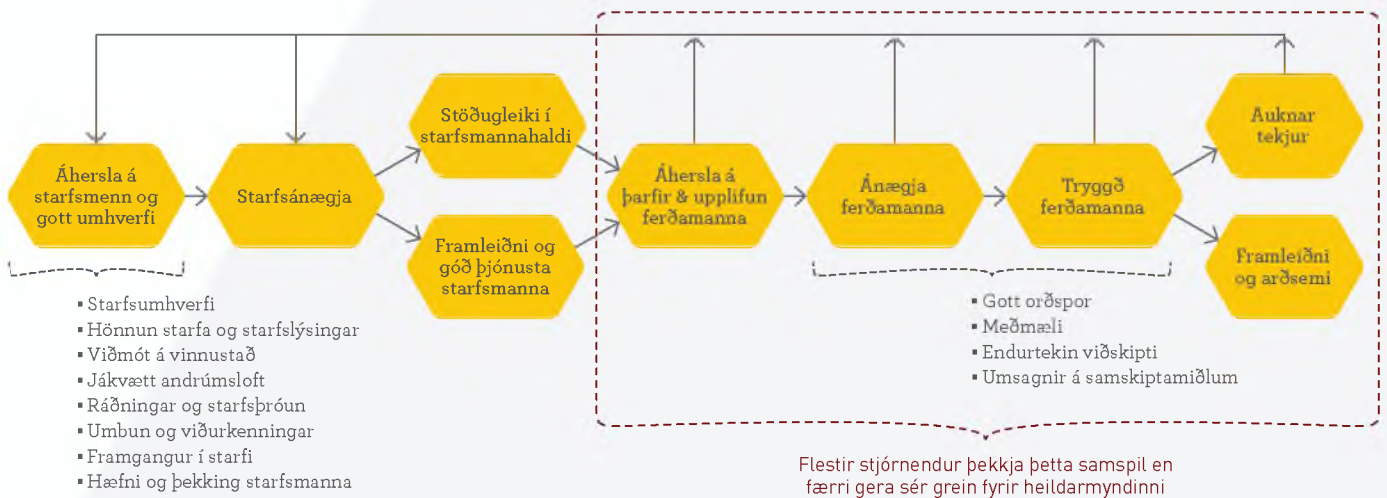 Áhersla á
starfsmenn og
gott umhverfi
Starfsánægja
Stöðugleiki í
starfsmannahaldi
Framleiðni og
góð þjónusta
starfsmanna
Áhersla á
þarfir & upplifun
ferðamanna
Ánægja
ferðamanna
Tryggð
ferðamanna
Auknar
tekjur
Framleiðni
og arðsemi
▪ Starfsumhverfi
▪ Hönnun starfa og starfslýsingar
▪ Viðmót á vinnustað
▪ Jákvætt andrúmsloft
▪ Ráðningar og starfsþróun
▪ Umbun og viðurkenningar
▪ Framgangur í starfi
▪ Hæfni og þekking starfsmanna
▪ Gott orðspor
▪ Meðmæli
▪ Endurtekin viðskipti
▪ Umsagnir á samskiptamiðlum
Flestir stjórnendur þekkja þetta samspil en
færri gera sér grein fyrir heildarmyndinni